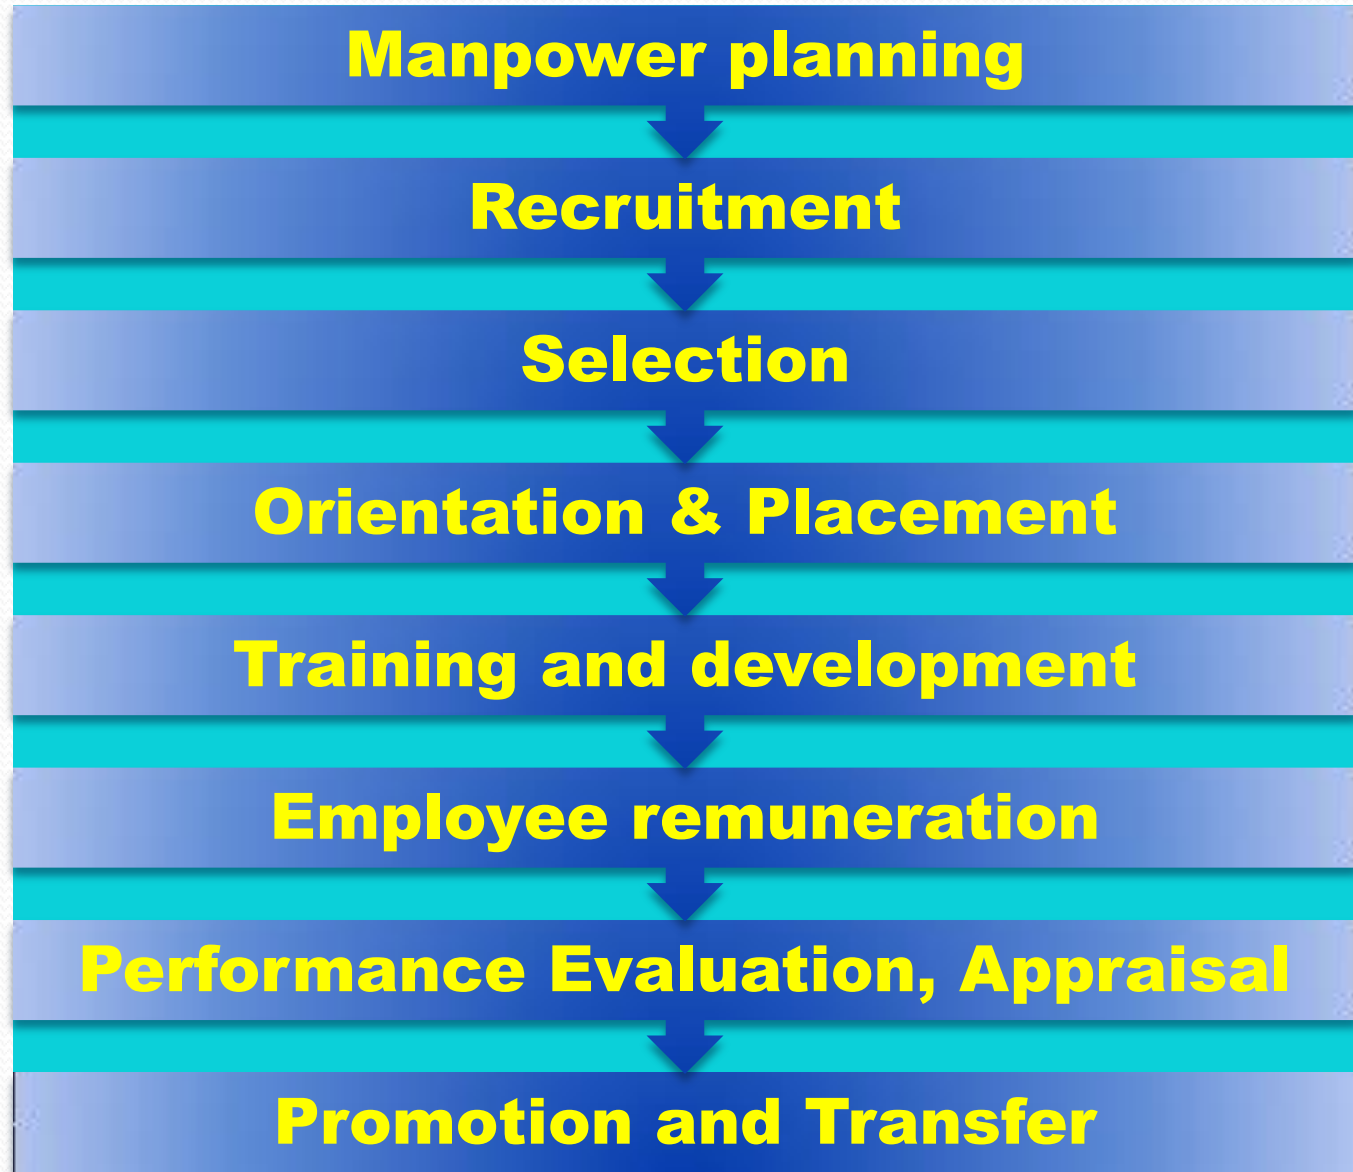 Manpower planning
Recruitment
Selection
Orientation & Placement
Training and development
Employee remuneration
Performance Evaluation, Appraisal
Promotion and Transfer